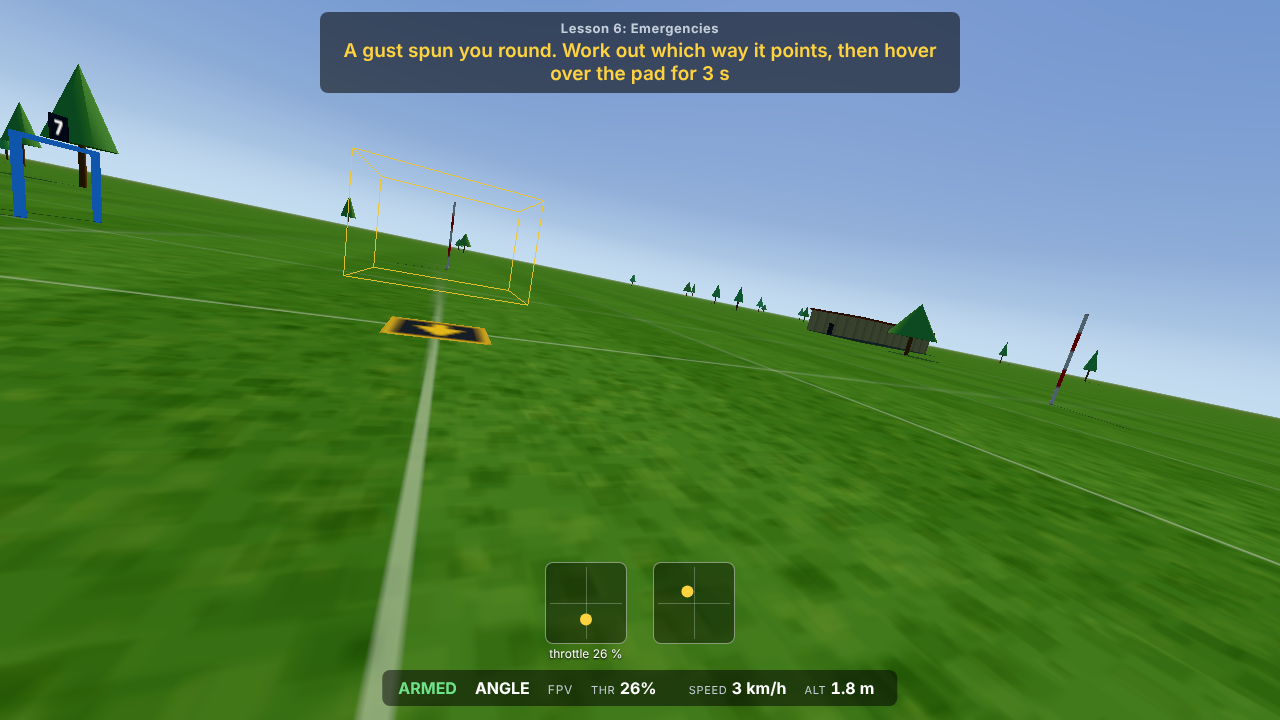 Lesson 6: Emergencies
A gust spun you round. Work out which way it points, then hover
over the pad for 3 s
7
throttle 26 %
ARMED ANGLE FPV THR 26% SPEED 3 km/h ALT 1.8 m